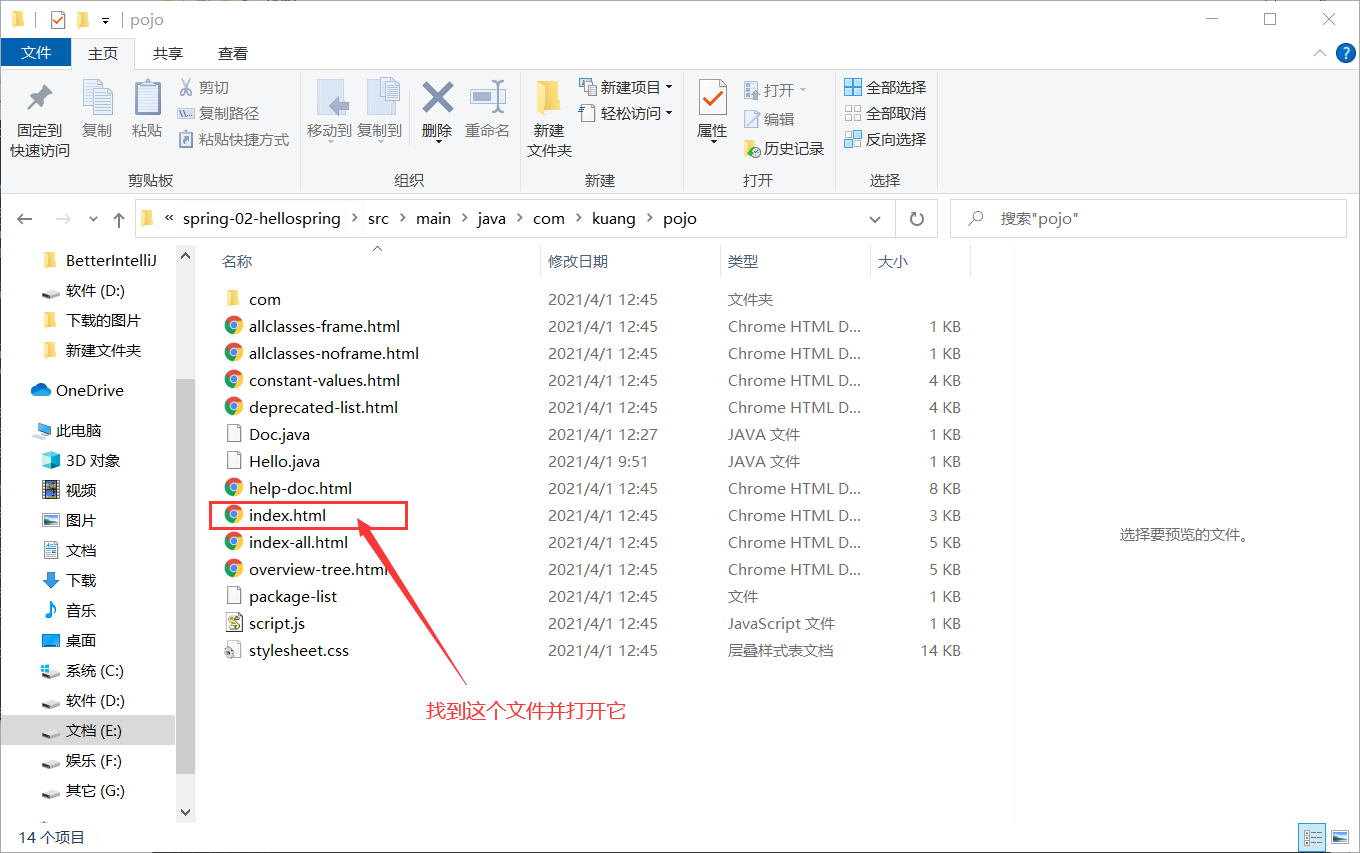 pojo
文件 主页 共享 查看
固定到
快速访问
复制
粘贴
剪切
复制路径
粘贴快捷方式
剪贴板
移动到
复制到
删除
重命名
组织
新建
文件夹
新建项目
轻松访问
新建
属性
打开
编辑
历史记录
打开
全部选择
全部取消
反向选择
选择
« spring-02-hellospring > src > main > java > com > kuang > pojo
搜索"pojo"
BetterIntelliJ
软件 (D:)
下载的图片
新建文件夹
OneDrive
此电脑
3D 对象
视频
图片
文档
下载
音乐
桌面
系统 (C:)
软件 (D:)
文档 (E:)
娱乐 (F:)
其它 (G:)
名称 修改日期 类型 大小
com 2021/4/1 12:45 文件夹
allclasses-frame.html 2021/4/1 12:45 Chrome HTML D... 1 KB
allclasses-noframe.html 2021/4/1 12:45 Chrome HTML D... 1 KB
constant-values.html 2021/4/1 12:45 Chrome HTML D... 4 KB
deprecated-list.html 2021/4/1 12:45 Chrome HTML D... 4 KB
Doc.java 2021/4/1 12:27 JAVA 文件 1 KB
Hello.java 2021/4/1 9:51 JAVA 文件 1 KB
help-doc.html 2021/4/1 12:45 Chrome HTML D... 8 KB
index.html 2021/4/1 12:45 Chrome HTML D... 3 KB
index-all.html 2021/4/1 12:45 Chrome HTML D... 5 KB
overview-tree.html 2021/4/1 12:45 Chrome HTML D... 5 KB
package-list 2021/4/1 12:45 文件 1 KB
script.js 2021/4/1 12:45 JavaScript 文件 1 KB
stylesheet.css 2021/4/1 12:45 层叠样式表文档 14 KB
找到这个文件并打开它
选择要预览的文件。
14 个项目